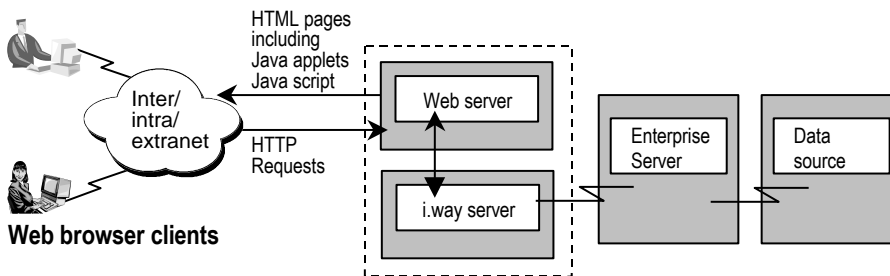 HTML pages
including
Java applets
Java script
Inter/
intra/
extranet
HTTP
Requests
Web server
i.way server
Enterprise
Server
Data
source
Web browser clients